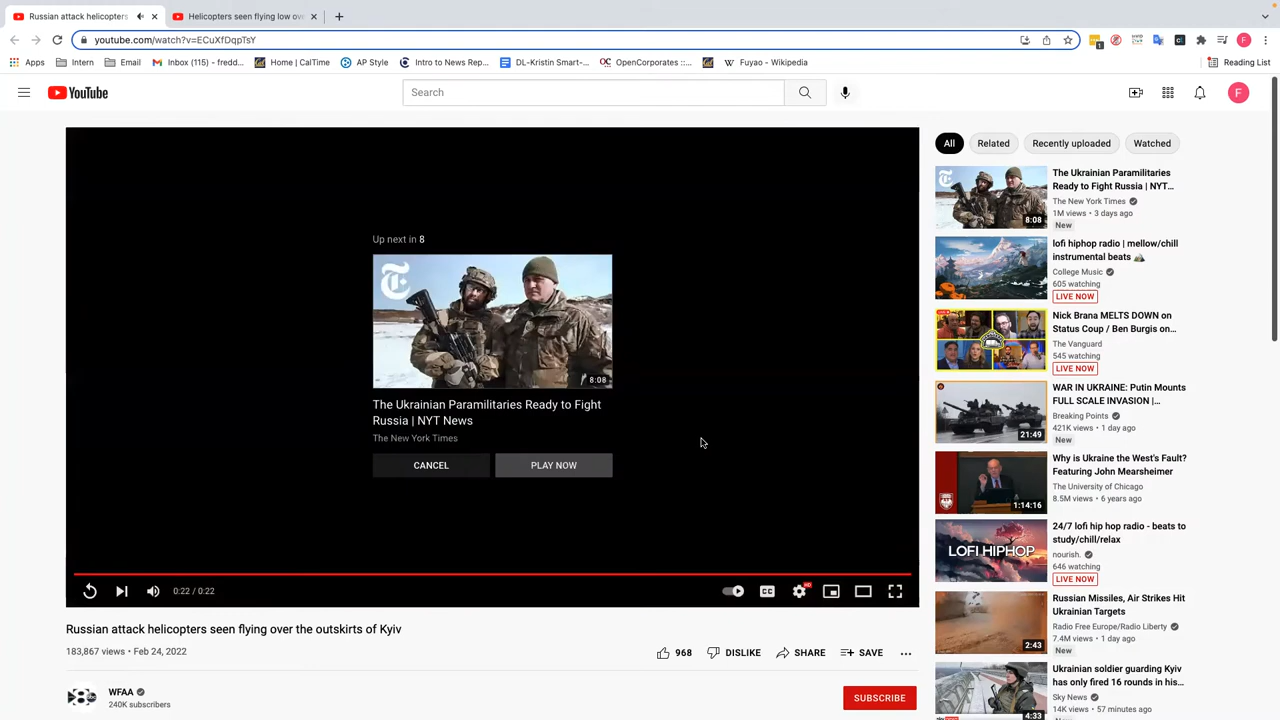 Russian attack helicopters
Helicopters seen flying low ove
youtube.com/watch?v=ECuXfDqpTsY
Apps
Intern
Email
Inbox (115) – fredd...
Home | CalTime
AP Style
Intro to News Rep...
DL-Kristin Smart-...
OpenCorporates ::...
Fuyao - Wikipedia
Reading List
YouTube
Search
F
All
Related
Recently uploaded
Watched
Up next in 8
8:08
The Ukrainian Paramilitaries Ready to Fight
Russia | NYT News
The New York Times
CANCEL
PLAY NOW
0:22 / 0:22
HD
Russian attack helicopters seen flying over the outskirts of Kyiv
183,867 views • Feb 24, 2022
968
DISLIKE
SHARE
SAVE
WFAA
240K subscribers
SUBSCRIBE
8:08
The Ukrainian Paramilitaries
Ready to Fight Russia | NYT...
The New York Times
1M views • 3 days ago
New
lofi hiphop radio | mellow/chill
instrumental beats
College Music
605 watching
LIVE NOW
Nick Brana MELTS DOWN on
Status Coup / Ben Burgis on...
The Vanguard
545 watching
LIVE NOW
21:49
WAR IN UKRAINE: Putin Mounts
FULL SCALE INVASION |...
Breaking Points
421K views • 1 day ago
New
1:14:16
Why is Ukraine the West's Fault?
Featuring John Mearsheimer
The University of Chicago
8.5M views • 6 years ago
LOFI HIPHOP
24/7 lofi hip hop radio - beats to
study/chill/relax
nourish.
646 watching
LIVE NOW
2:43
Russian Missiles, Air Strikes Hit
Ukrainian Targets
Radio Free Europe/Radio Liberty
7.4M views • 1 day ago
New
4:33
Ukrainian soldier guarding Kyiv
has only fired 16 rounds in his...
Sky News
14K views • 57 minutes ago